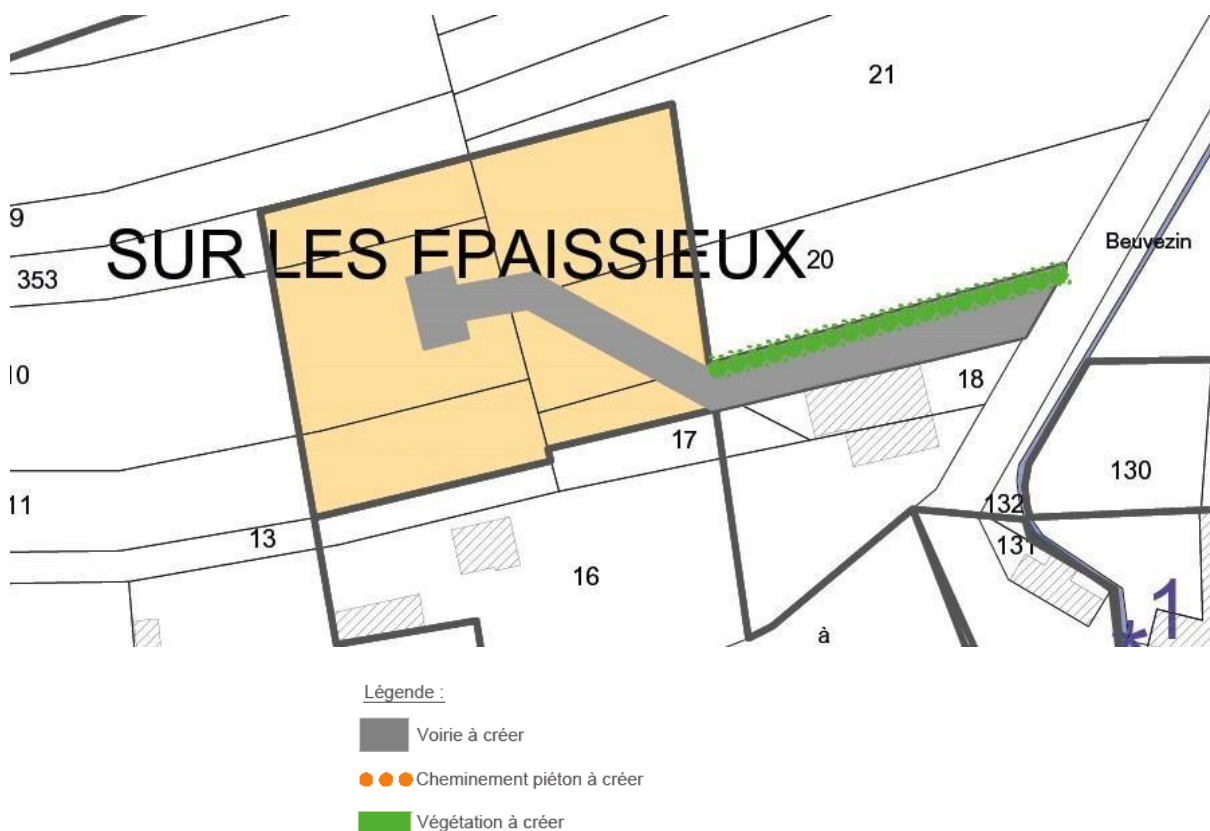 21
9
SUR LES EPAISSIEUX
20
Beuvezin
353
10
18
17
130
11
132
13
131
16
1
à
Légende :
Voirie à créer
Cheminement piéton à créer
Végétation à créer